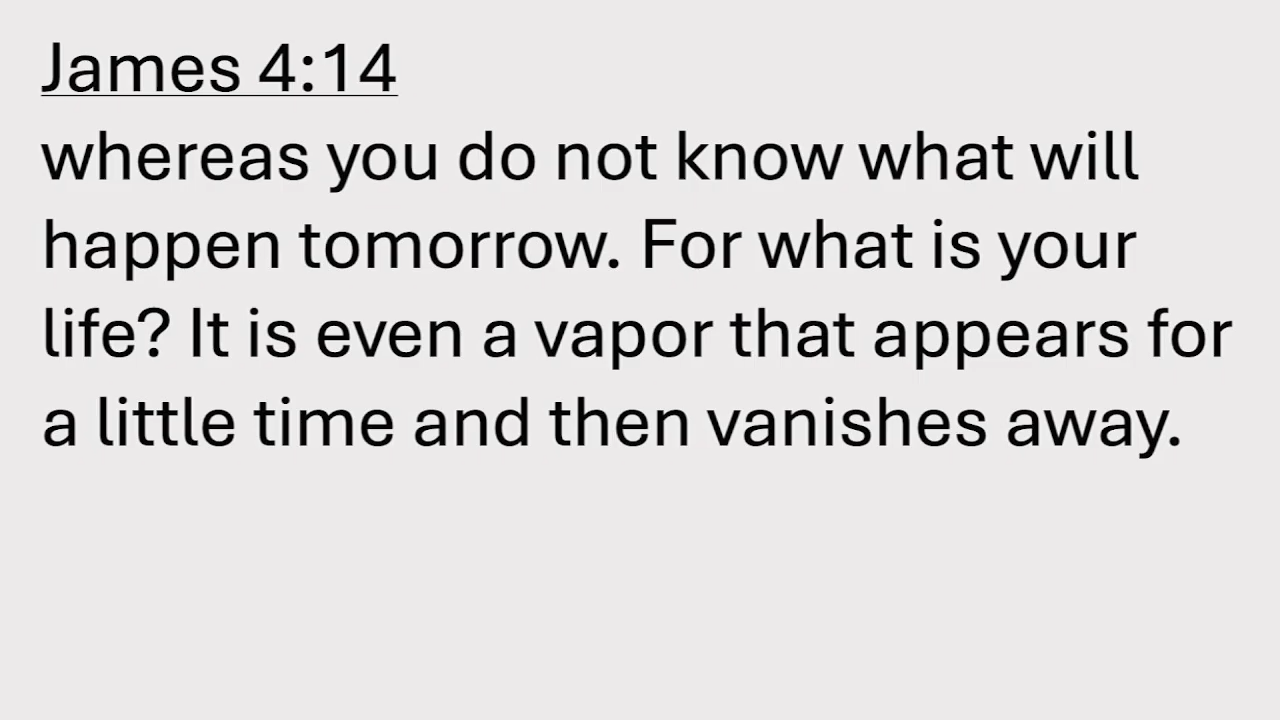 James 4:14
whereas you do not know what will
happen tomorrow. For what is your
life? It is even a vapor that appears for
a little time and then vanishes away.